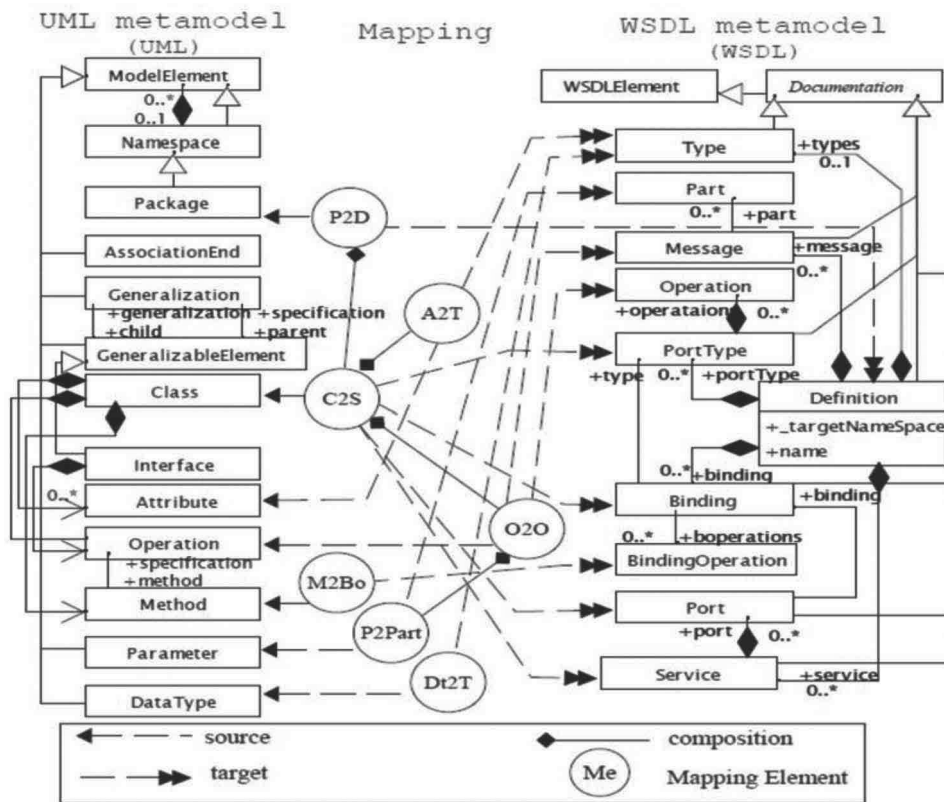 UML metamodel
(UML)
Mapping
WSDL metamodel
(WSDL)
ModelElement
0..*
0..1
Namespace
Package
AssociationEnd
Generalization
+generalization
+specification
+child
+parent
GeneralizableElement
Class
Interface
0..*
Attribute
Operation
+specification
+method
Method
Parameter
DataType
P2D
A2T
C2S
O2O
M2Bo
P2Part
Dt2T
WSDLElement
Documentation
Type
+types
0..1
Part
0..*
+part
Message
+message
0..*
Operation
+operataion
0..*
PortType
+type
0..*
+portType
Definition
+_targetNameSpace
+name
0..*
+binding
Binding
+binding
0..*
+boperations
BindingOperation
Port
+port
0..*
Service
+service
0..*
source
composition
target
Me
Mapping Element